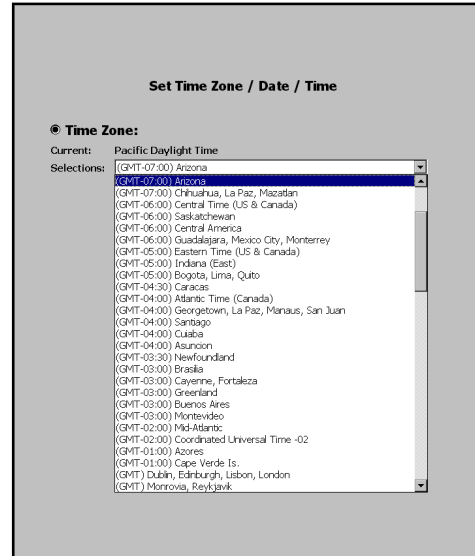 Set Time Zone / Date / Time
Time Zone:
Current: Pacific Daylight Time
Selections: (GMT-07:00) Arizona
(GMT-07:00) Arizona
(GMT-07:00) Chihuahua, La Paz, Mazatlan
(GMT-06:00) Central Time (US & Canada)
(GMT-06:00) Saskatchewan
(GMT-06:00) Central America
(GMT-06:00) Guadalajara, Mexico City, Monterrey
(GMT-05:00) Eastern Time (US & Canada)
(GMT-05:00) Indiana (East)
(GMT-05:00) Bogota, Lima, Quito
(GMT-04:30) Caracas
(GMT-04:00) Atlantic Time (Canada)
(GMT-04:00) Georgetown, La Paz, Manaus, San Juan
(GMT-04:00) Santiago
(GMT-04:00) Cuiaba
(GMT-04:00) Asuncion
(GMT-03:30) Newfoundland
(GMT-03:00) Brasilia
(GMT-03:00) Cayenne, Fortaleza
(GMT-03:00) Greenland
(GMT-03:00) Buenos Aires
(GMT-03:00) Montevideo
(GMT-02:00) Mid-Atlantic
(GMT-02:00) Coordinated Universal Time -02
(GMT-01:00) Azores
(GMT-01:00) Cape Verde Is.
(GMT) Dublin, Edinburgh, Lisbon, London
(GMT) Monrovia, Reykjavik